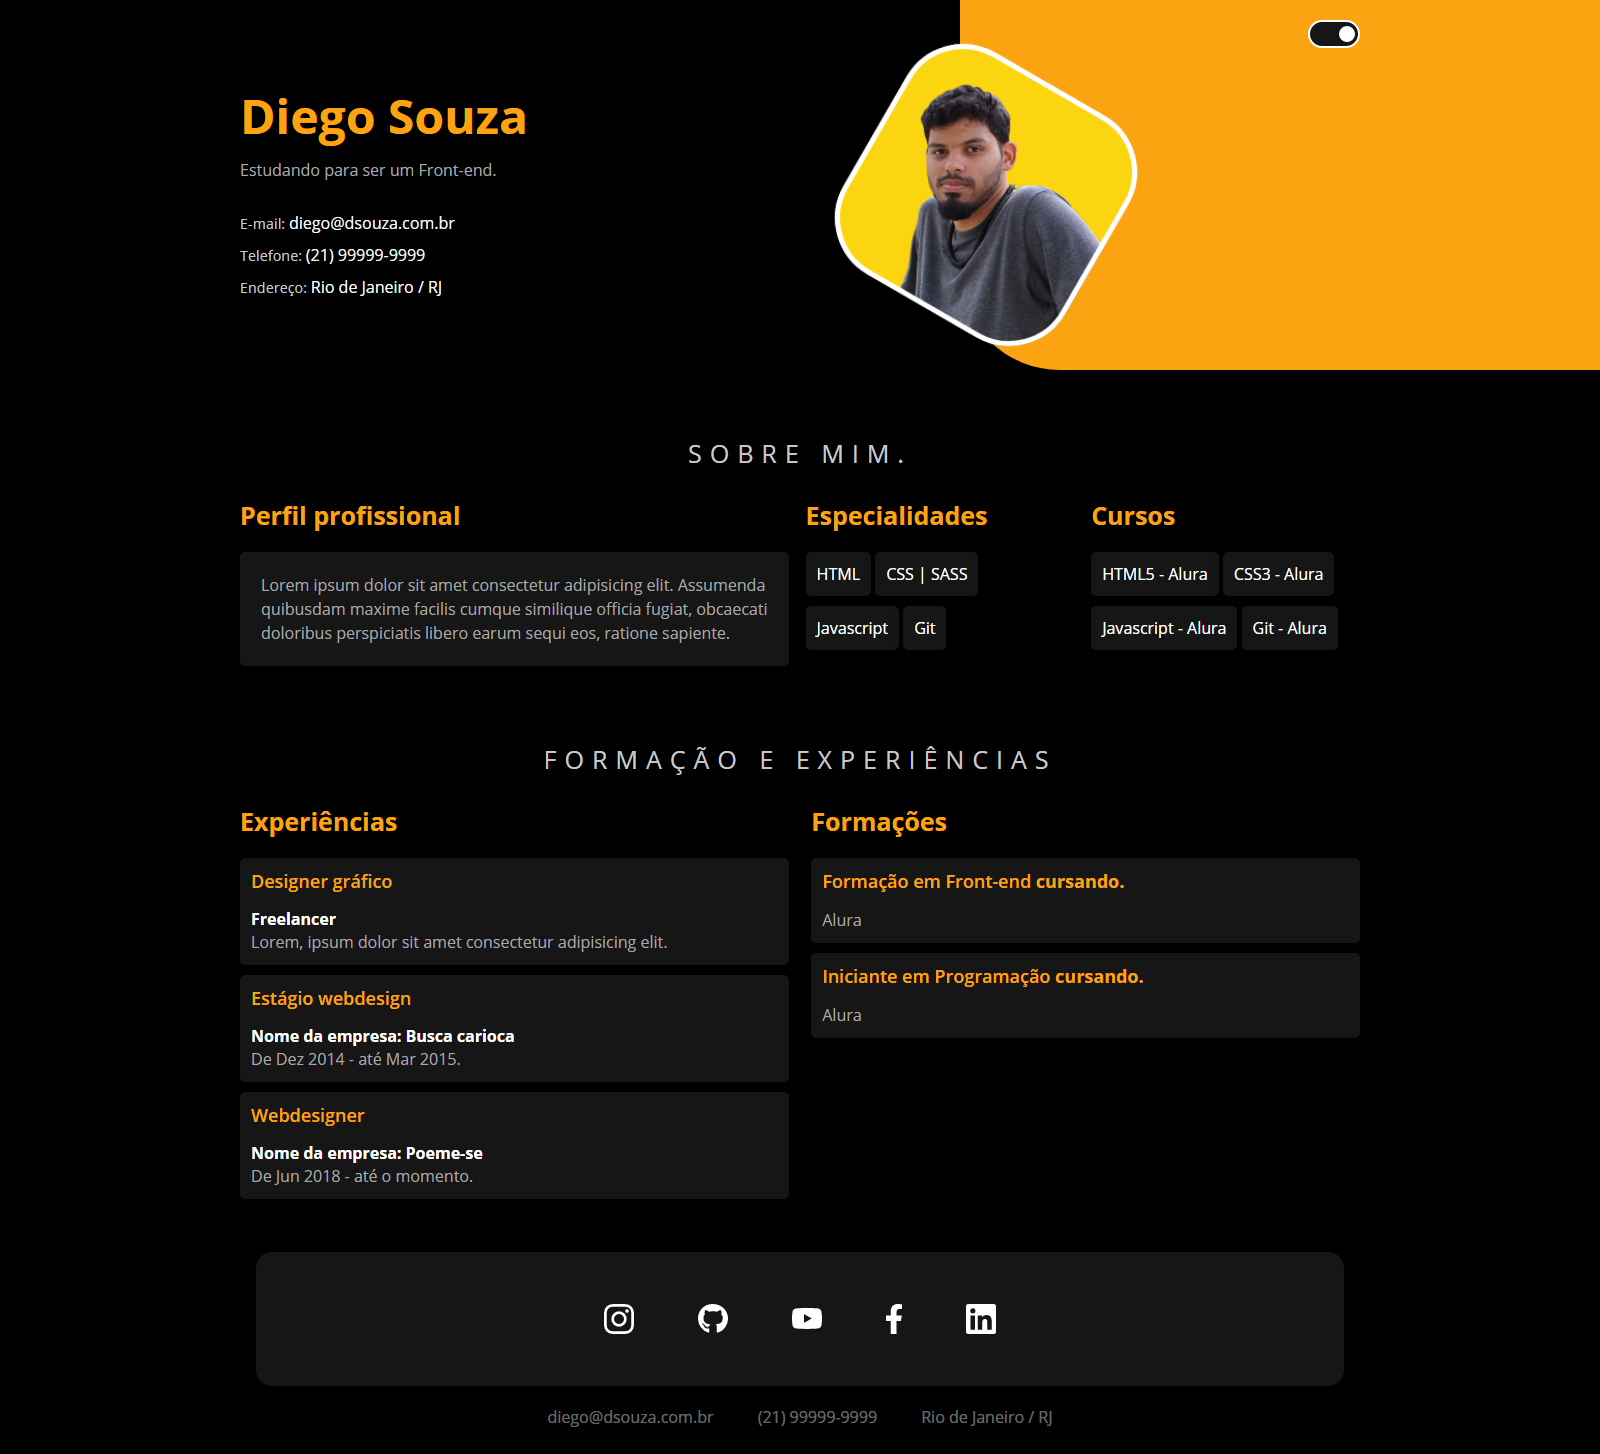 Diego Souza
Estudando para ser um Front-end.
E-mail: diego@dsouza.com.br
Telefone: (21) 99999-9999
Endereço: Rio de Janeiro / RJ
SOBRE MIM.
Perfil profissional
Lorem ipsum dolor sit amet consectetur adipisicing elit. Assumenda
quibusdam maxime facilis cumque similique officia fugiat, obcaecati
doloribus perspiciatis libero earum sequi eos, ratione sapiente.
Especialidades
HTML CSS | SASS
Javascript Git
Cursos
HTML5 - Alura CSS3 - Alura
Javascript - Alura Git - Alura
FORMAÇÃO E EXPERIÊNCIAS
Experiências
Designer gráfico
Freelancer
Lorem, ipsum dolor sit amet consectetur adipisicing elit.
Estágio webdesign
Nome da empresa: Busca carioca
De Dez 2014 - até Mar 2015.
Webdesigner
Nome da empresa: Poeme-se
De Jun 2018 - até o momento.
Formações
Formação em Front-end cursando.
Alura
Iniciante em Programação cursando.
Alura
diego@dsouza.com.br (21) 99999-9999 Rio de Janeiro / RJ